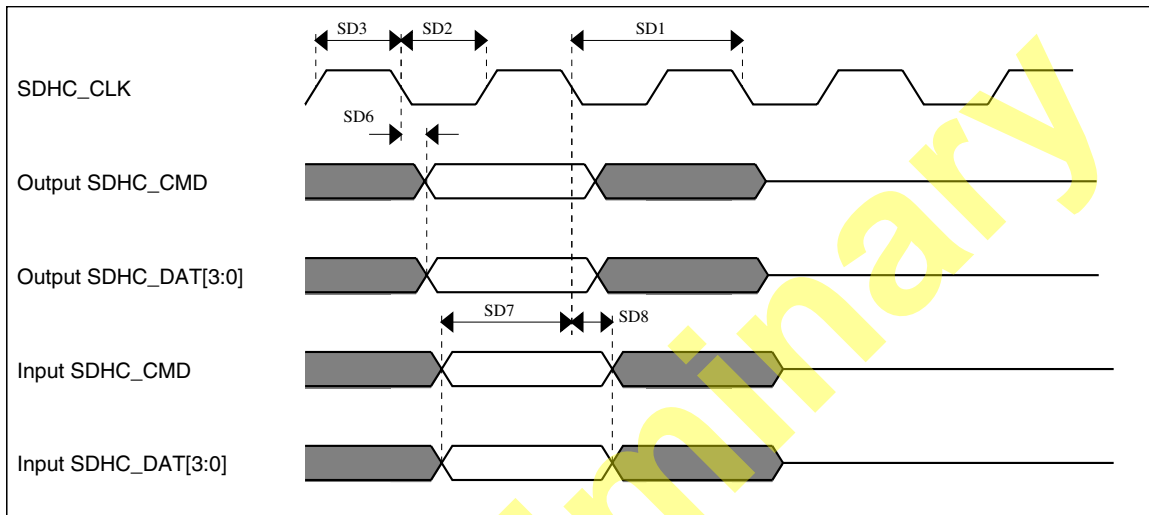 SD3
SD2
SD1
SDHC_CLK
SD6
Output SDHC_CMD
Output SDHC_DAT[3:0]
SD7
SD8
Input SDHC_CMD
Input SDHC_DAT[3:0]
minary